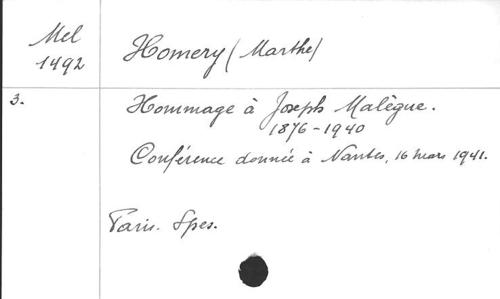 Mel
1492
Homery (Marthe)
3.
Hommage à Joseph Malègue.
1876-1940
Conférence donnée à Nantes, 16 mars 1941.
Paris. Spes.